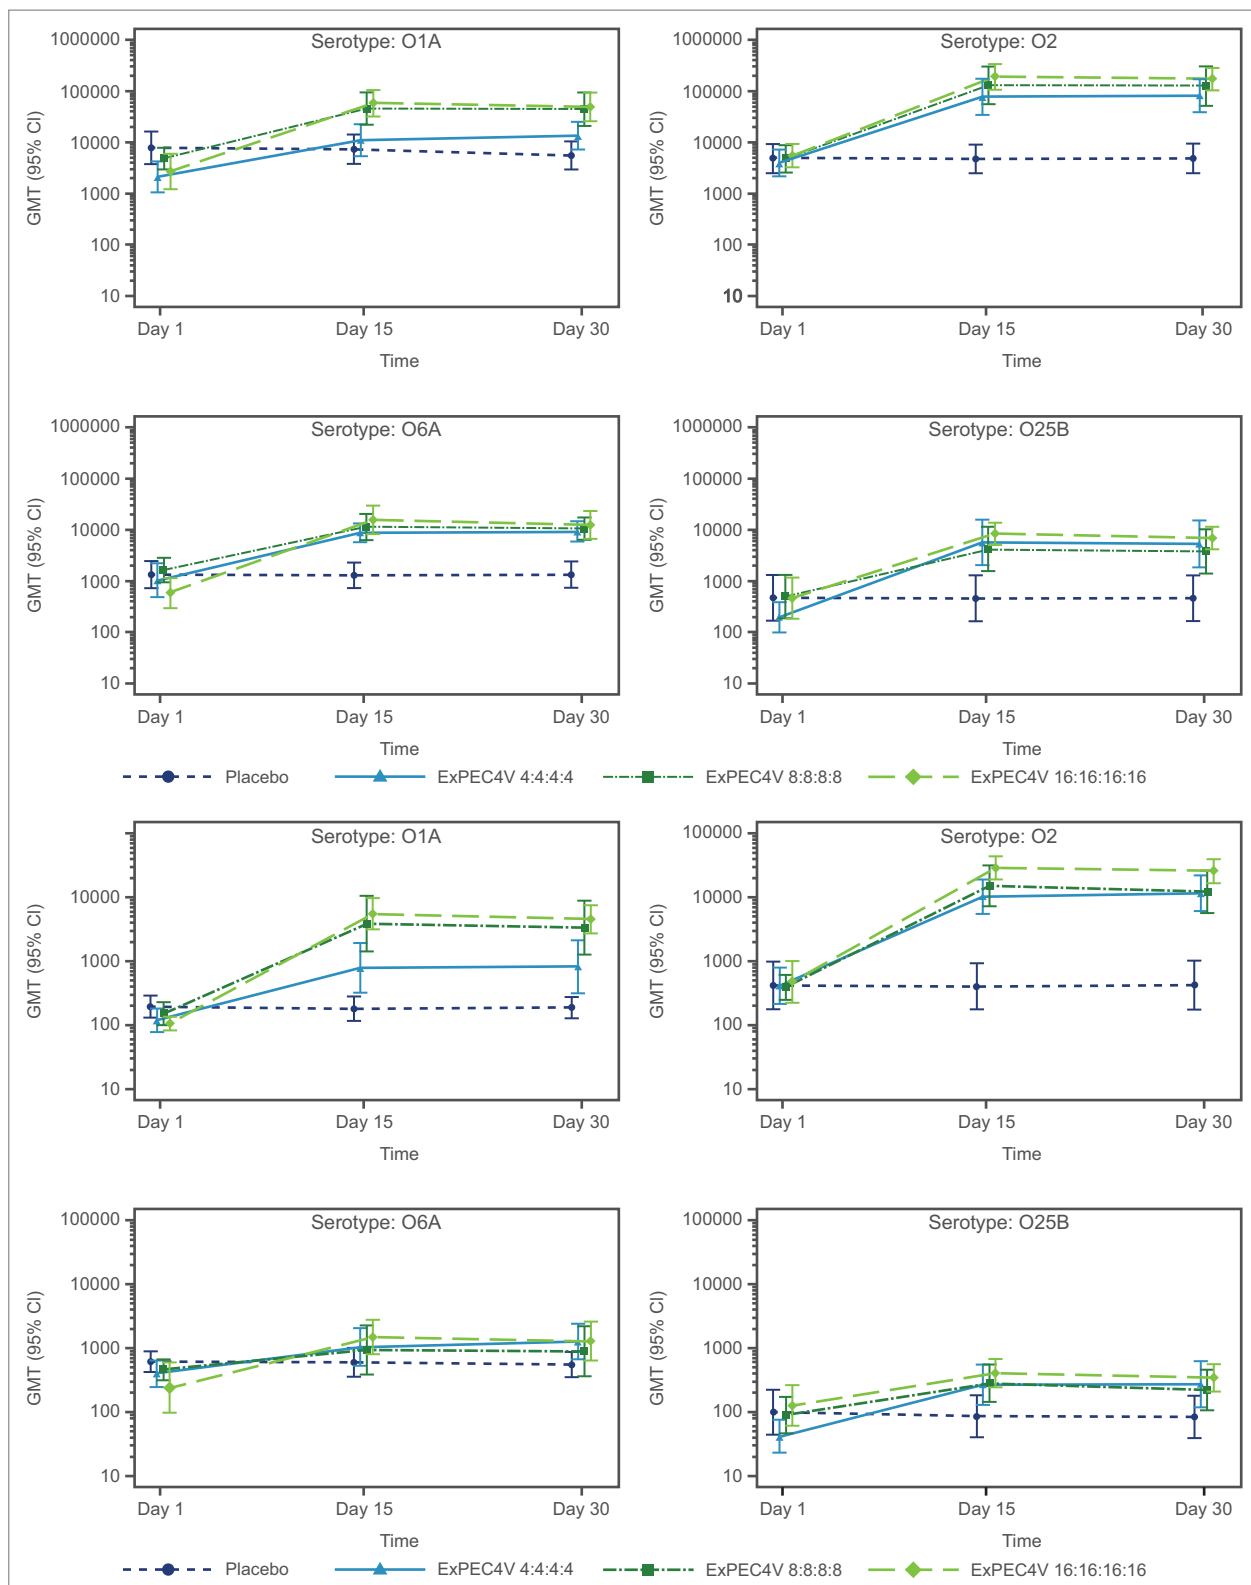 Serotype: O1A
GMT (95% CI)
1000000
100000
10000
1000
100
10
Day 1
Day 15
Day 30
Time
Serotype: O2
GMT (95% CI)
1000000
100000
10000
1000
100
10
Day 1
Day 15
Day 30
Time
Serotype: O6A
GMT (95% CI)
1000000
100000
10000
1000
100
10
Day 1
Day 15
Day 30
Time
Serotype: O25B
GMT (95% CI)
1000000
100000
10000
1000
100
10
Day 1
Day 15
Day 30
Time
Placebo ExPEC4V 4:4:4:4 ExPEC4V 8:8:8:8 ExPEC4V 16:16:16:16
Serotype: O1A
GMT (95% CI)
100000
10000
1000
100
10
Day 1
Day 15
Day 30
Time
Serotype: O2
GMT (95% CI)
100000
10000
1000
100
10
Day 1
Day 15
Day 30
Time
Serotype: O6A
GMT (95% CI)
100000
10000
1000
100
10
Day 1
Day 15
Day 30
Time
Serotype: O25B
GMT (95% CI)
100000
10000
1000
100
10
Day 1
Day 15
Day 30
Time
Placebo ExPEC4V 4:4:4:4 ExPEC4V 8:8:8:8 ExPEC4V 16:16:16:16